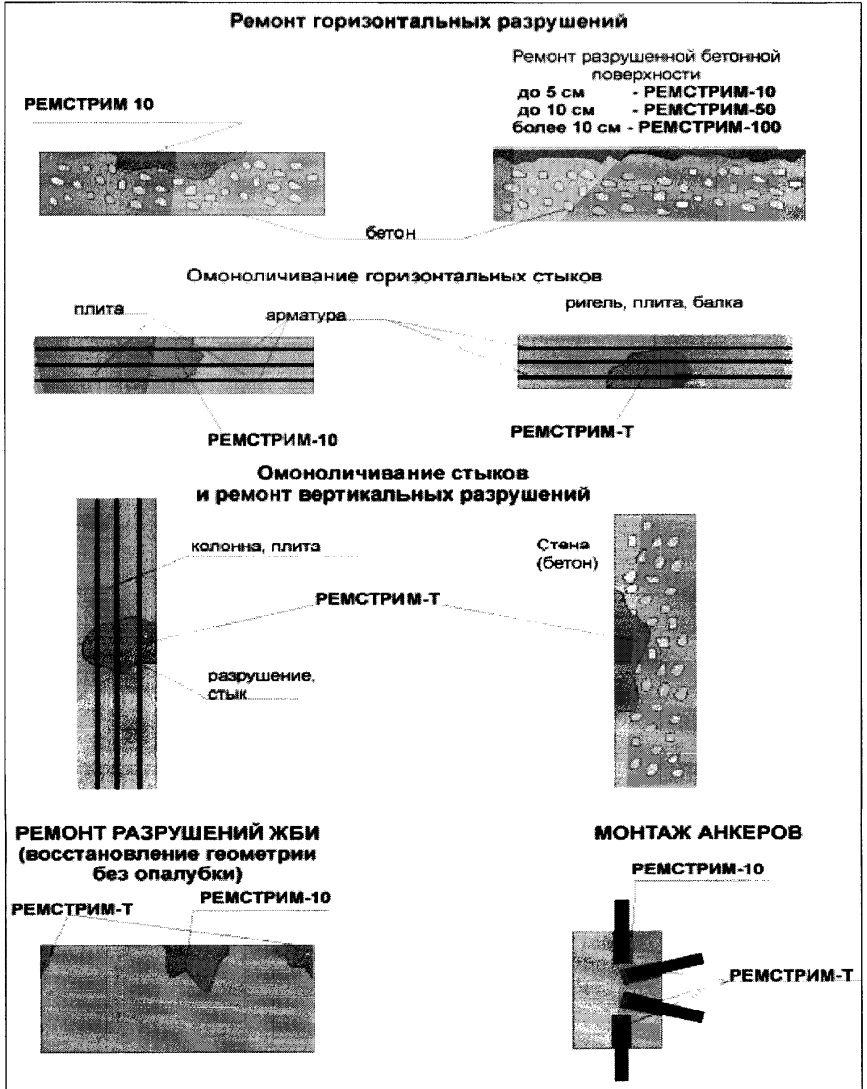 Ремонт горизонтальных разрушений
Ремонт разрушенной бетонной
поверхности
до 5 см - РЕМСТРИМ-10
до 10 см - РЕМСТРИМ-50
более 10 см - РЕМСТРИМ-100
РЕМСТРИМ 10
бетон
Омоноличивание горизонтальных стыков
плита
арматура
ригель, плита, балка
РЕМСТРИМ-10
РЕМСТРИМ-Т
Омоноличивание стыков
и ремонт вертикальных разрушений
колонна, плита
Стена
(бетон)
РЕМСТРИМ-Т
разрушение,
стык
РЕМОНТ РАЗРУШЕНИЙ ЖБИ
(восстановление геометрии
без опалубки)
РЕМСТРИМ-Т
РЕМСТРИМ-10
МОНТАЖ АНКЕРОВ
РЕМСТРИМ-10
РЕМСТРИМ-Т